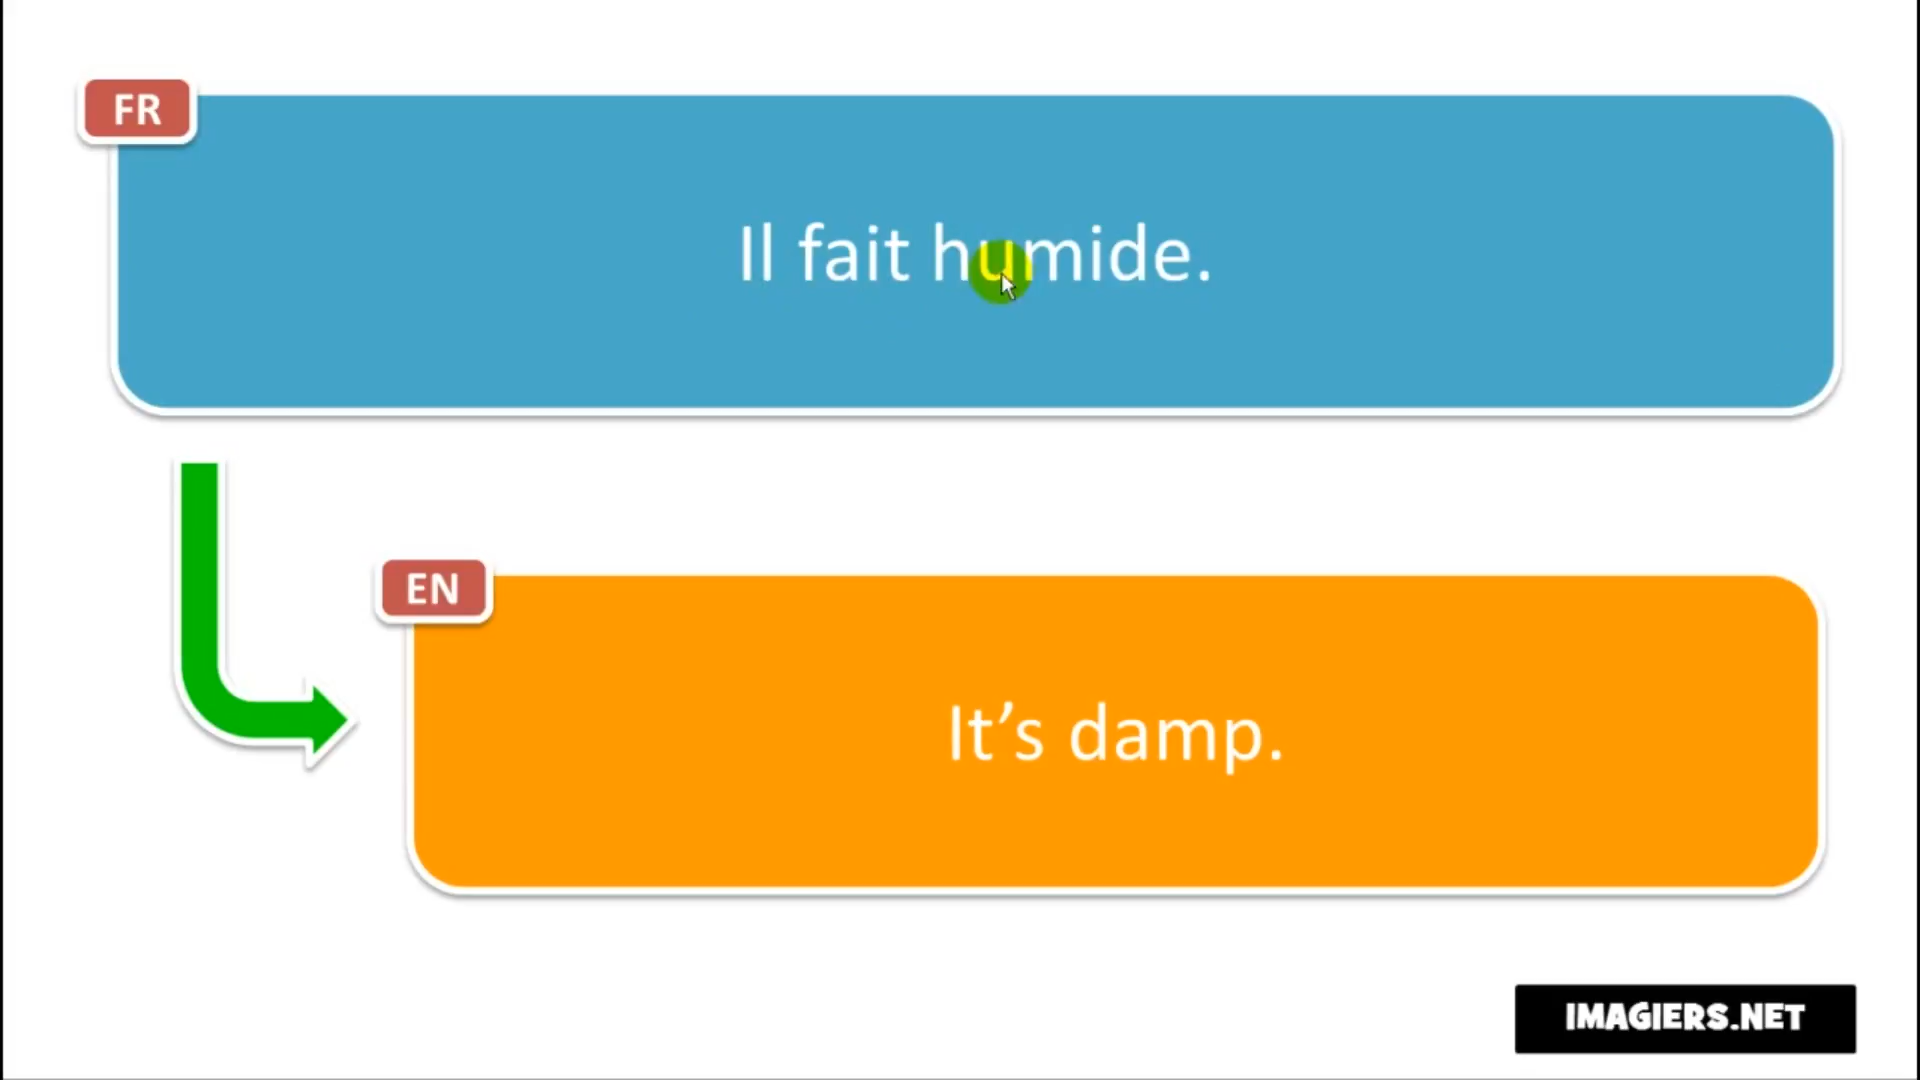 FR
Il fait humide.
EN
It’s damp.
IMAGIERS.NET